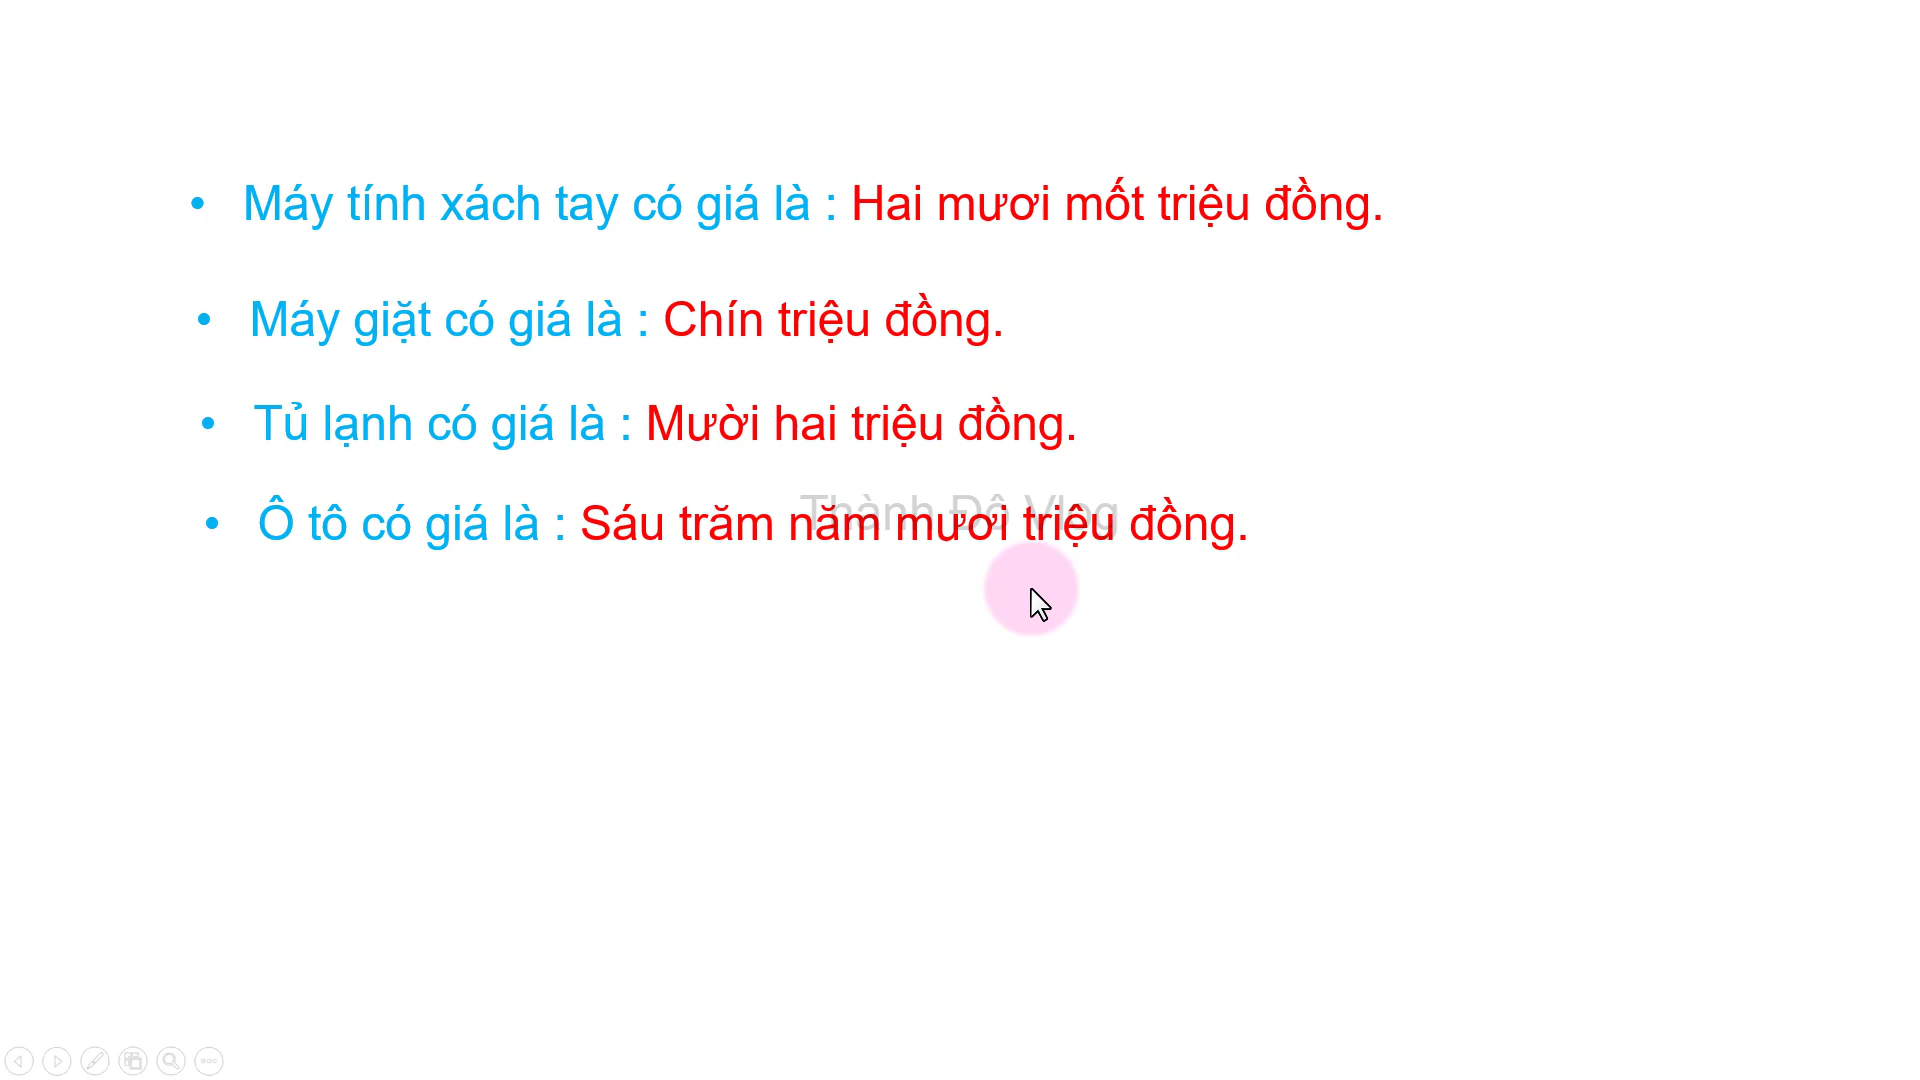 • Máy tính xách tay có giá là : Hai mươi mốt triệu đồng.
• Máy giặt có giá là : Chín triệu đồng.
• Tủ lạnh có giá là : Mười hai triệu đồng.
Thành Đô Vlog
• Ô tô có giá là : Sáu trăm năm mươi triệu đồng.